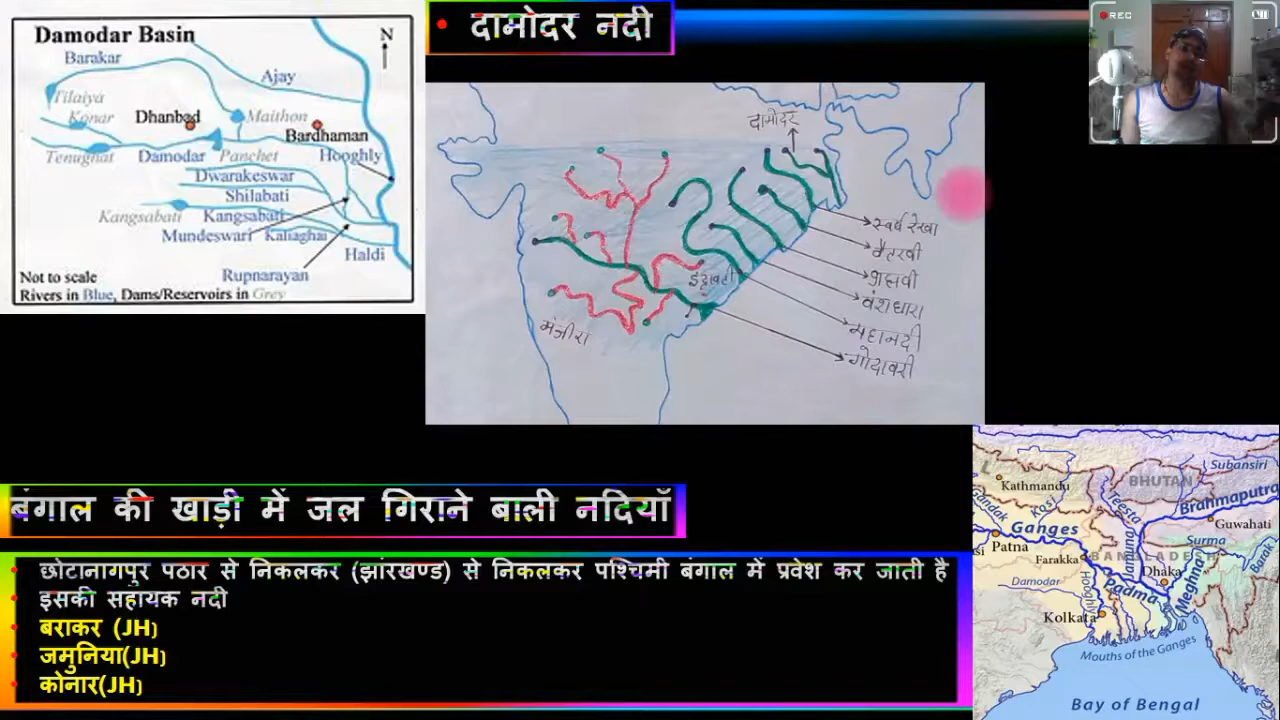 दामोदर नदी
REC
Damodar Basin
N
Barakar
Ajay
Tilaiya
Konar
Dhanbad
Maithon
Bardhaman
Tenughat
Damodar
Panchet
Hooghly
Dwarakeswar
Shilabati
Kangsabati
Kangsabati
Mundeswari
Kaliaghai
Haldi
Rupnarayan
Not to scale
Rivers in Blue, Dams/Reservoirs in Grey
दामोदर
स्वर्ण रेखा
वैतरणी
ब्राह्मणी
वंशधारा
महानदी
गोदावरी
इंद्रावती
मंजीरा
बंगाल की खाड़ी में जल गिराने बाली नदियाँ
छोटानागपुर पठार से निकलकर (झांरखण्ड) से निकलकर पश्चिमी बंगाल में प्रवेश कर जाती है
इसकी सहायक नदी
बराकर (JH)
जमुनिया(JH)
कोनार(JH)
Kathmandu
BHUTAN
Subansiri
Gandak
Kosi
Teesta
Brahmaputra
Ganges
Guwahati
Patna
Jamuna
Surma
Farakka
BANGLADESH
Barak
Damodar
Hooghly
Dhaka
Padma
Meghna
Kolkata
Mouths of the Ganges
Bay of Bengal